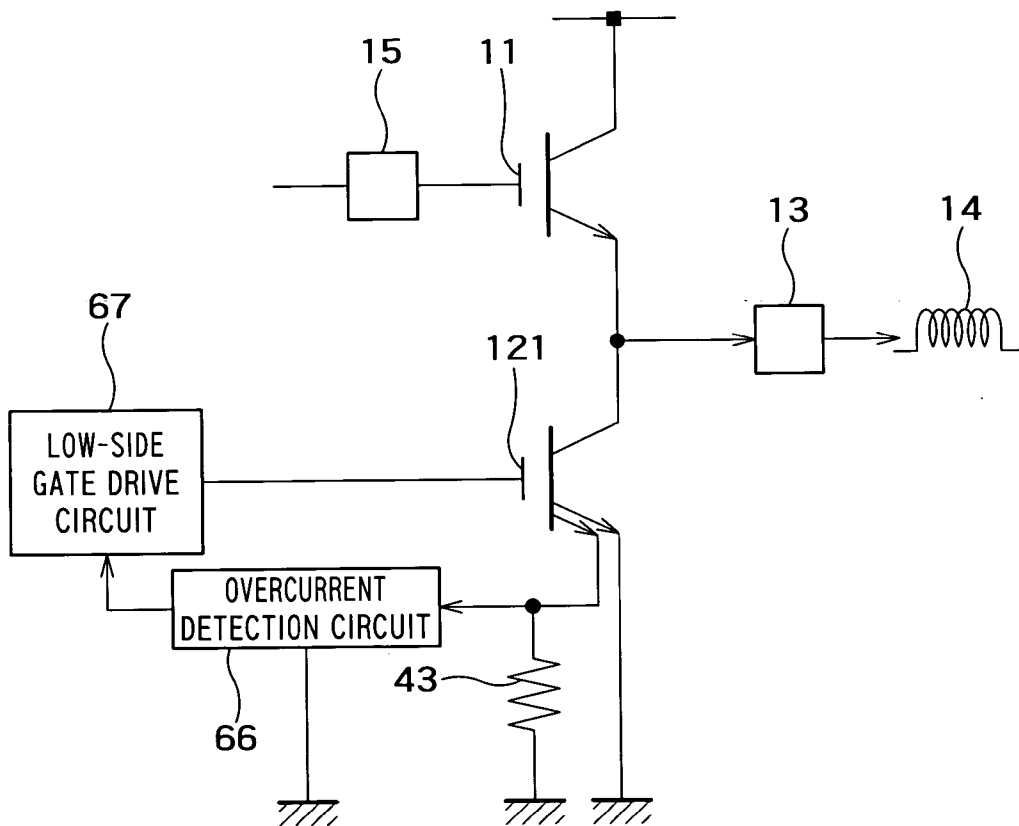 15
11
13
14
67
121
LOW-SIDE
GATE DRIVE
CIRCUIT
OVERCURRENT
DETECTION CIRCUIT
43
66